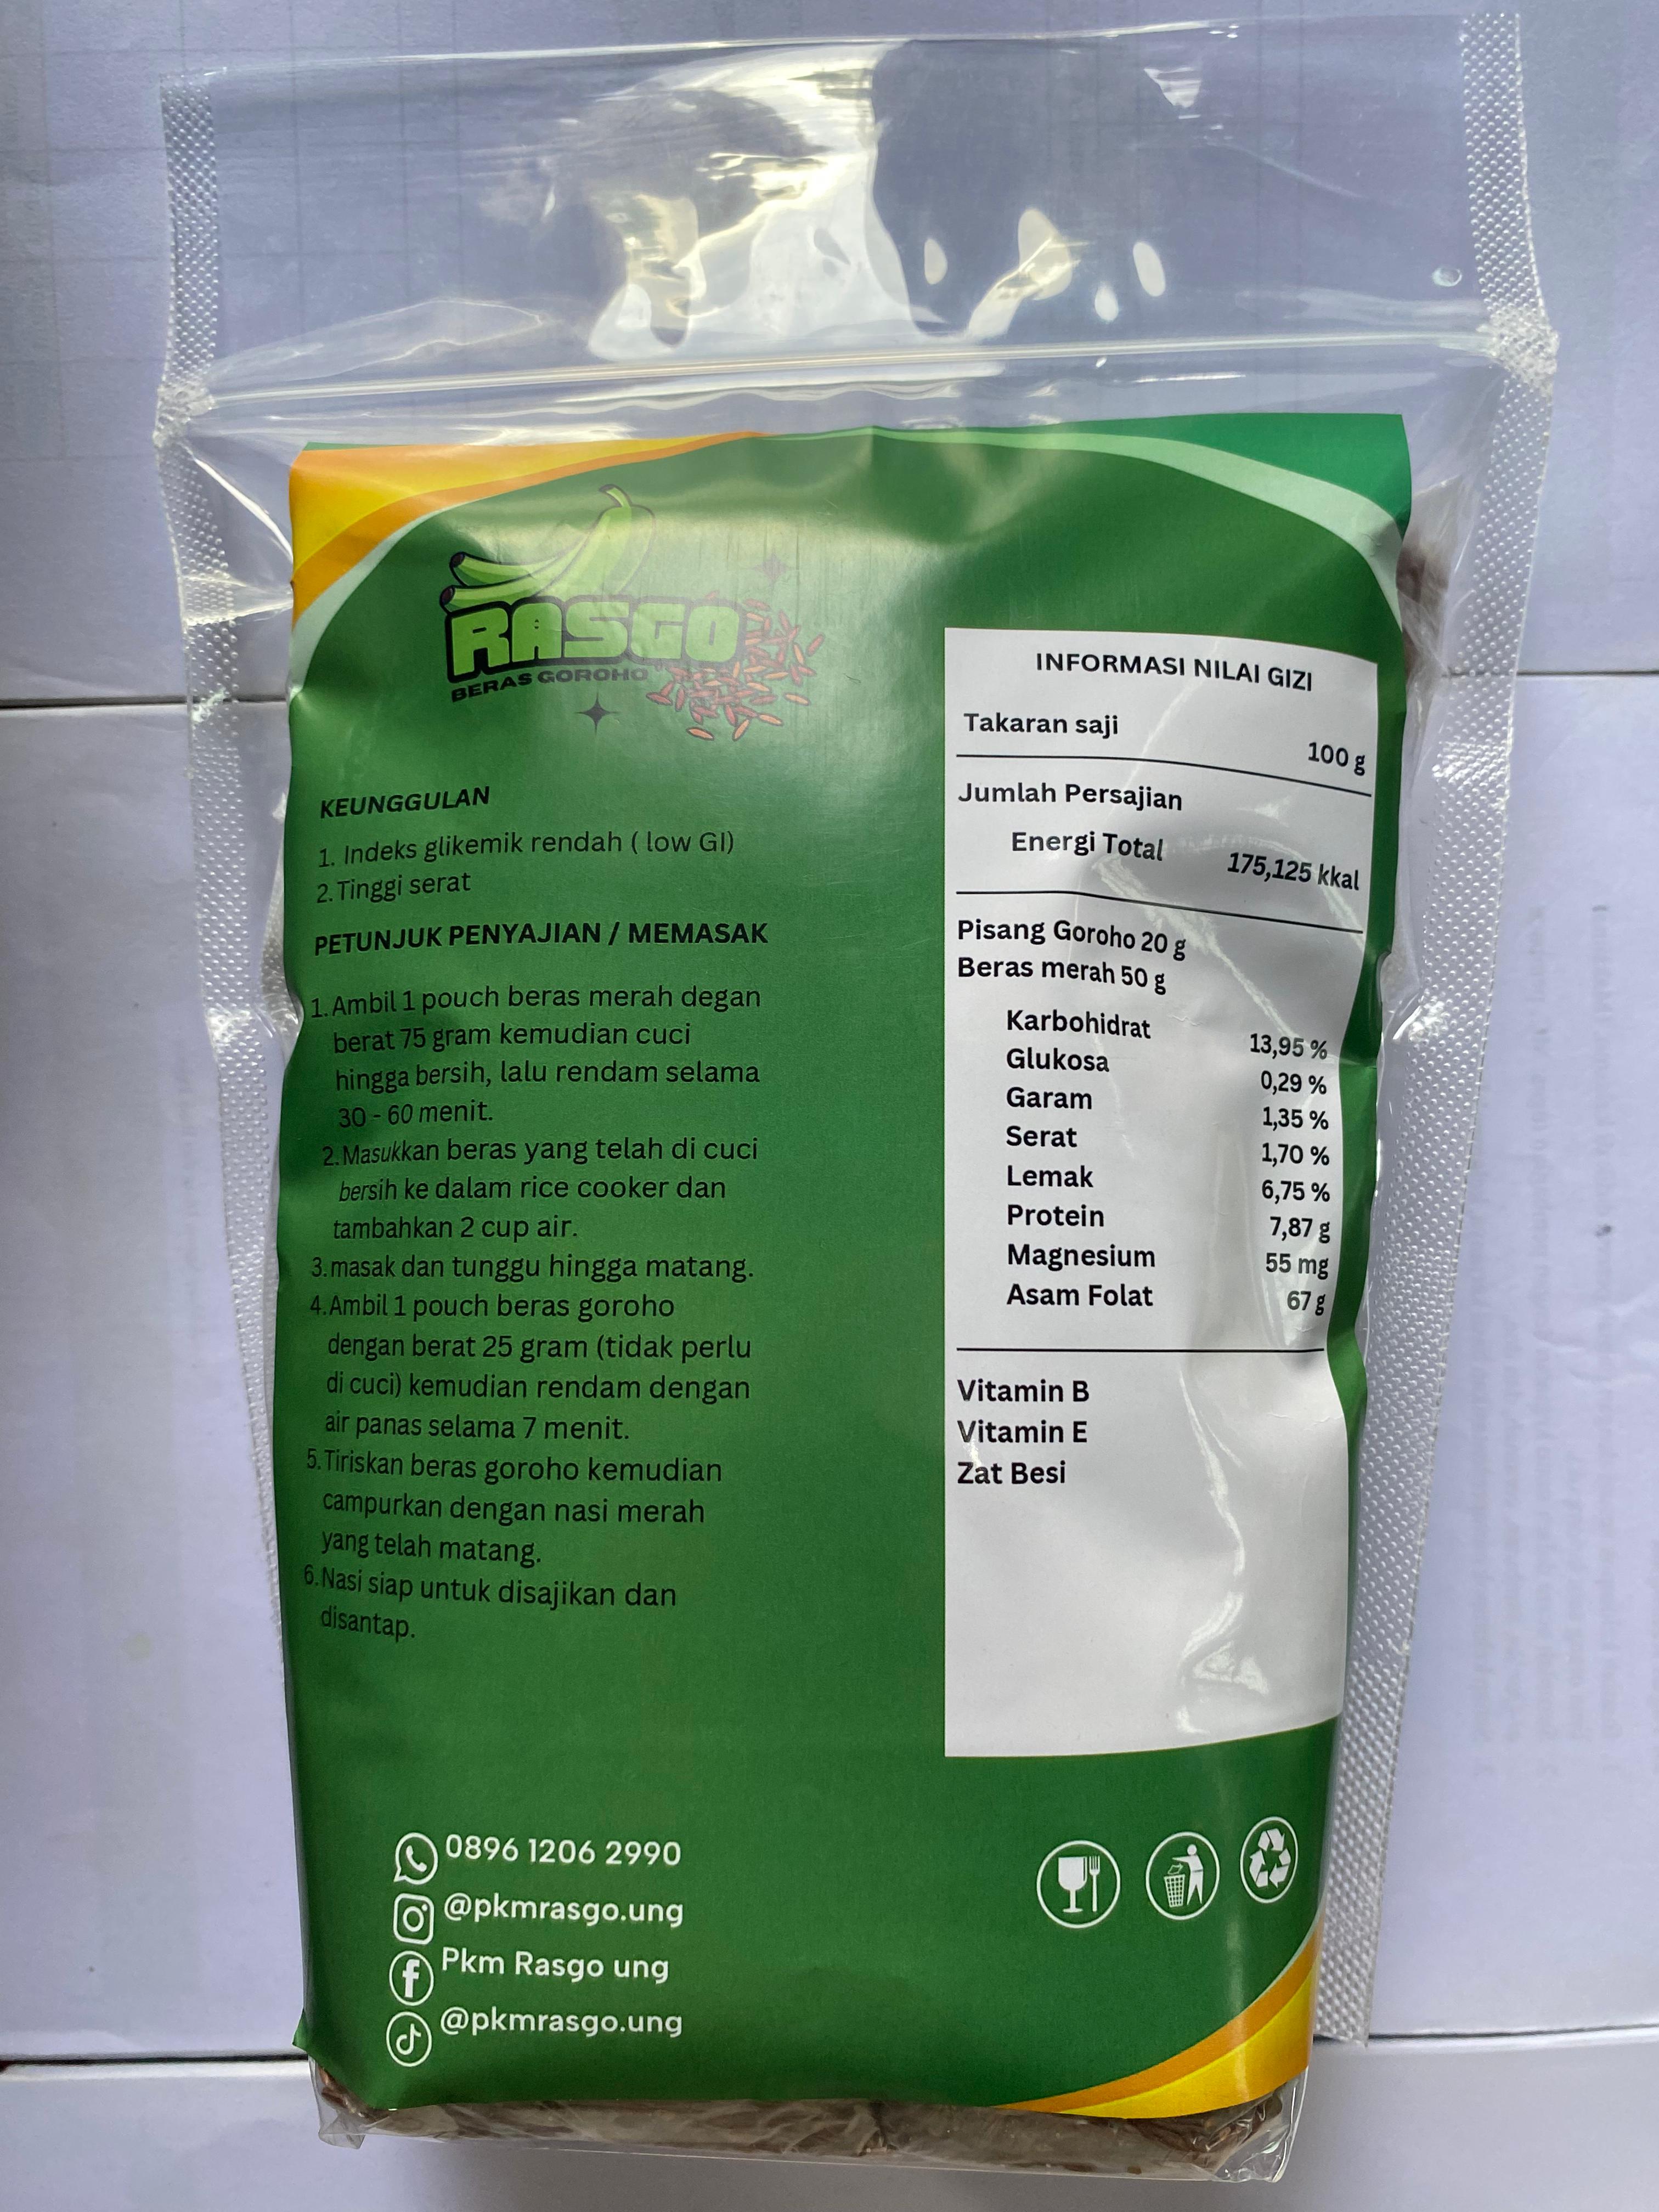 RASGO
BERAS GOROHO
KEUNGGULAN
1. Indeks glikemik rendah ( low GI)
2. Tinggi serat
PETUNJUK PENYAJIAN / MEMASAK
1. Ambil 1 pouch beras merah degan
berat 75 gram kemudian cuci
hingga bersih, lalu rendam selama
30 - 60 menit.
2. Masukkan beras yang telah di cuci
bersih ke dalam rice cooker dan
tambahkan 2 cup air.
3. masak dan tunggu hingga matang.
4. Ambil 1 pouch beras goroho
dengan berat 25 gram (tidak perlu
di cuci) kemudian rendam dengan
air panas selama 7 menit.
5. Tiriskan beras goroho kemudian
campurkan dengan nasi merah
yang telah matang.
6. Nasi siap untuk disajikan dan
disantap.
0896 1206 2990
@pkmrasgo.ung
Pkm Rasgo ung
@pkmrasgo.ung
INFORMASI NILAI GIZI
Takaran saji 100 g
Jumlah Persajian
Energi Total 175,125 kkal
Pisang Goroho 20 g
Beras merah 50 g
Karbohidrat 13,95 %
Glukosa 0,29 %
Garam 1,35 %
Serat 1,70 %
Lemak 6,75 %
Protein 7,87 g
Magnesium 55 mg
Asam Folat 67 g
Vitamin B
Vitamin E
Zat Besi